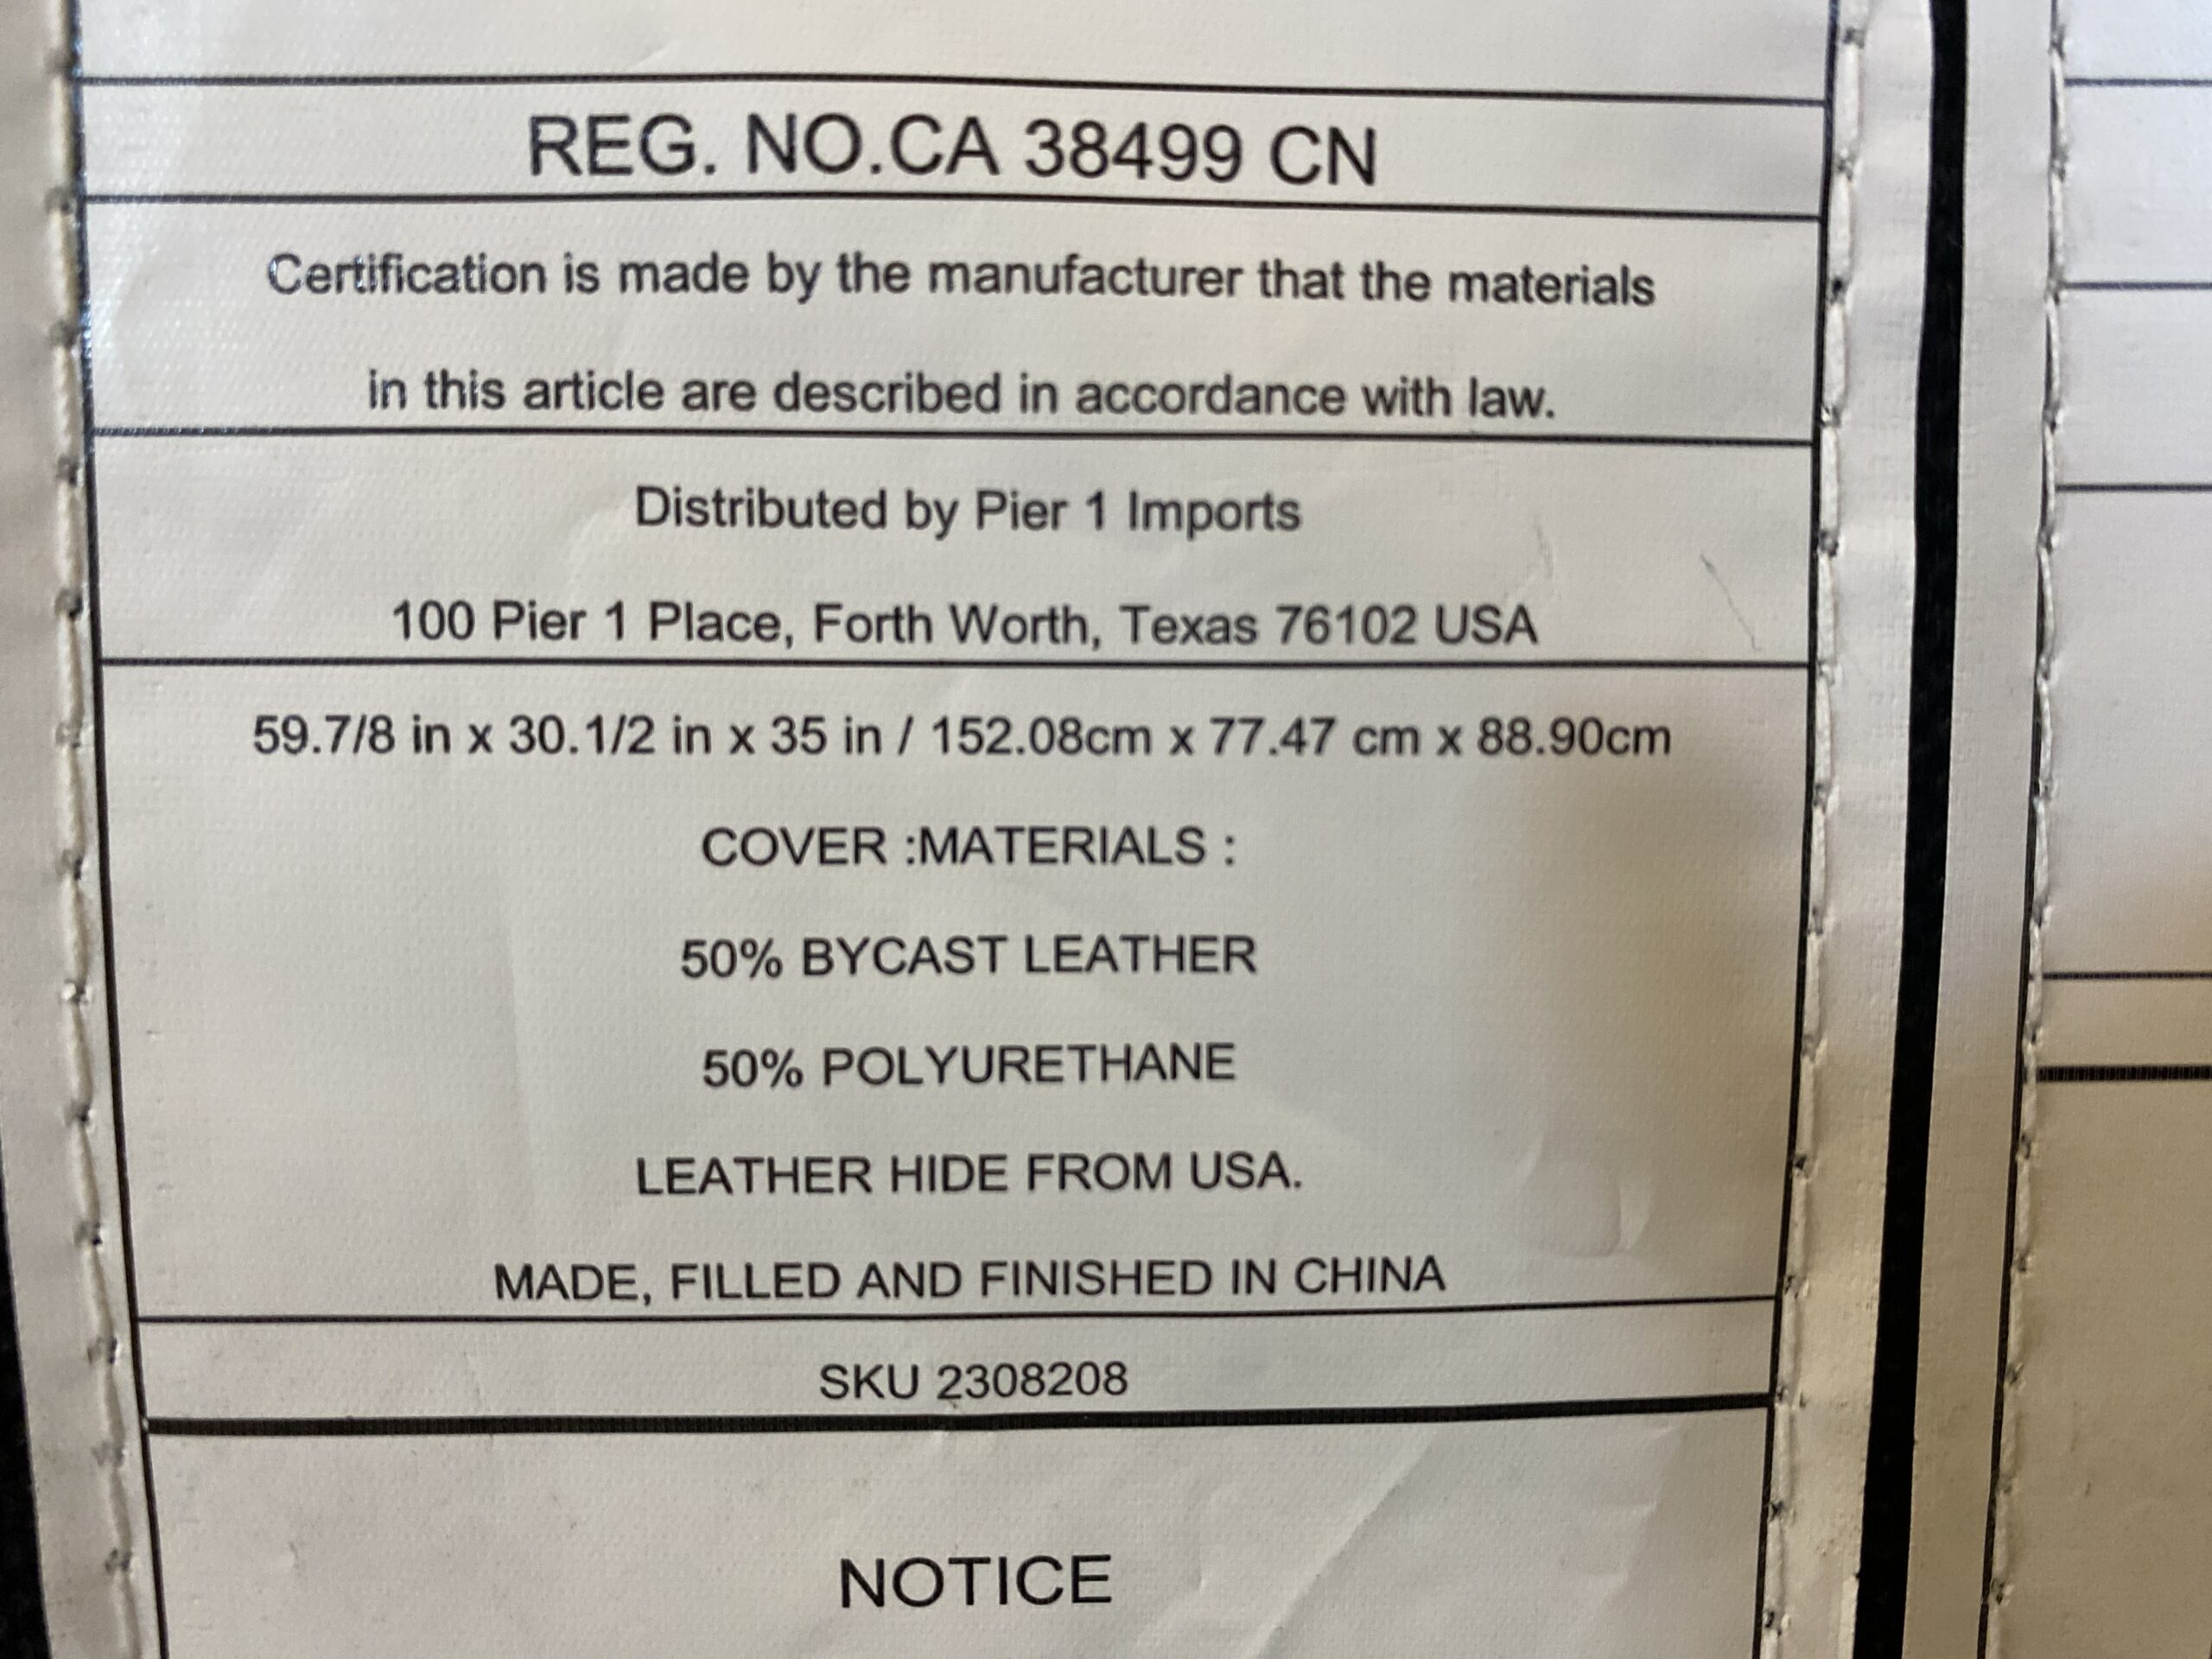 REG. NO.CA 38499 CN
Certification is made by the manufacturer that the materials
in this article are described in accordance with law.
Distributed by Pier 1 Imports
100 Pier 1 Place, Forth Worth, Texas 76102 USA
59.7/8 in x 30.1/2 in x 35 in / 152.08cm x 77.47 cm x 88.90cm
COVER :MATERIALS :
50% BYCAST LEATHER
50% POLYURETHANE
LEATHER HIDE FROM USA.
MADE, FILLED AND FINISHED IN CHINA
SKU 2308208
NOTICE